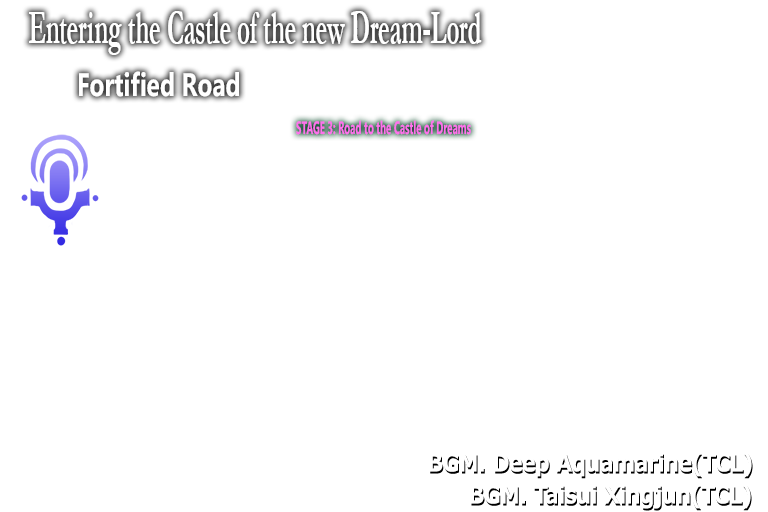 Entering the Castle of the new Dream-Lord
Fortified Road
STAGE 3: Road to the Castle of Dreams
BGM. Deep Aquamarine(TCL)
BGM. Taisui Xingjun(TCL)